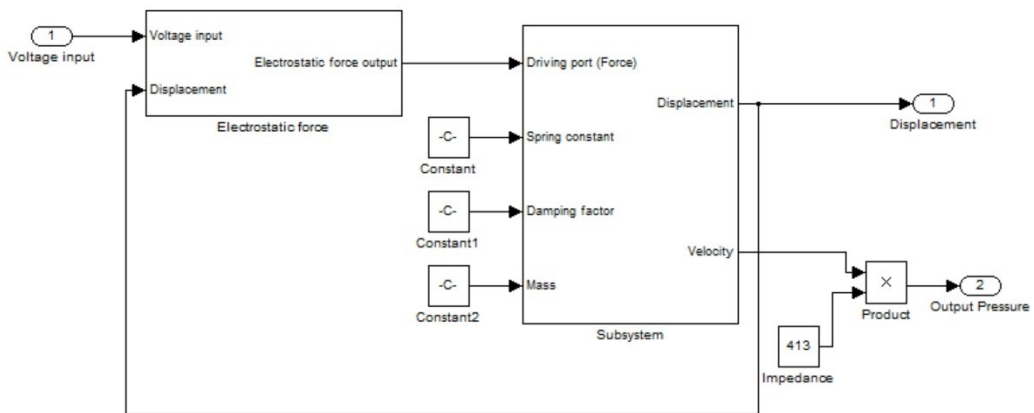 1
Voltage input
Voltage input
Electrostatic force output
Displacement
Electrostatic force
Driving port (Force)
Displacement
Spring constant
Damping factor
Velocity
Mass
Subsystem
-C-
Constant
-C-
Constant1
-C-
Constant2
1
Displacement
×
Product
2
Output Pressure
413
Impedance